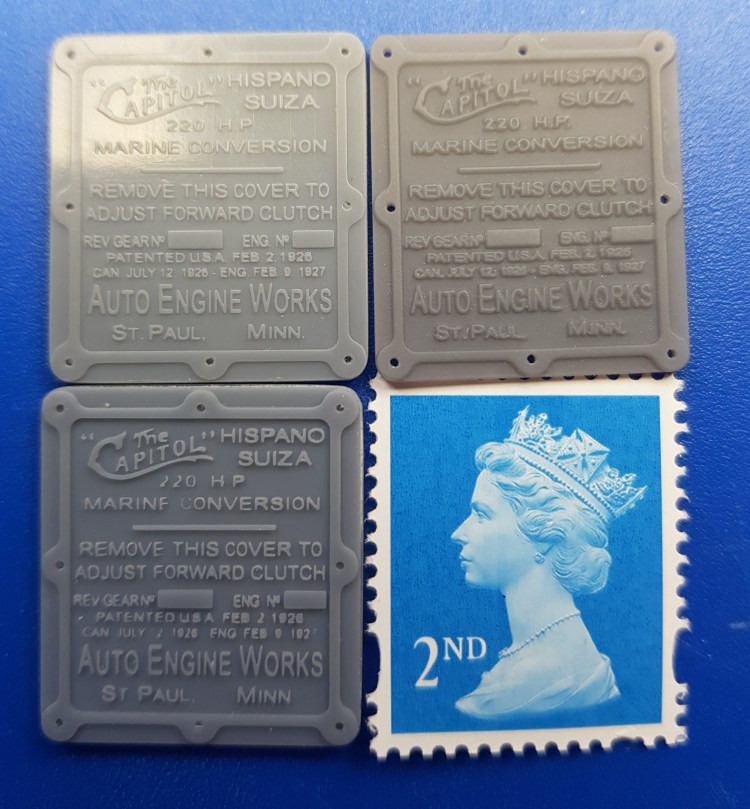 "The CAPITOL" HISPANO SUIZA
220 H.P.
MARINE CONVERSION
REMOVE THIS COVER TO
ADJUST FORWARD CLUTCH
REV GEAR Nº ENG. Nº
PATENTED U.S.A. FEB. 2. 1926
CAN. JULY 12. 1926 - ENG. FEB. 9. 1927
AUTO ENGINE WORKS
ST. PAUL, MINN.
"The CAPITOL" HISPANO SUIZA
220 H.P.
MARINE CONVERSION
REMOVE THIS COVER TO
ADJUST FORWARD CLUTCH
REV GEAR Nº ENG. Nº
PATENTED U.S.A. FEB. 2. 1926
CAN. JULY 12. 1926 - ENG. FEB. 9. 1927
AUTO ENGINE WORKS
ST. PAUL, MINN.
"The CAPITOL" HISPANO SUIZA
220 H P
MARINE CONVERSION
REMOVE THIS COVER TO
ADJUST FORWARD CLUTCH
REV GEAR Nº ENG Nº
PATENTED U.S.A FEB 2 1926
CAN JULY 2 1926 ENG FEB 9 192
AUTO ENGINE WORKS
ST PAUL, MINN
2ND